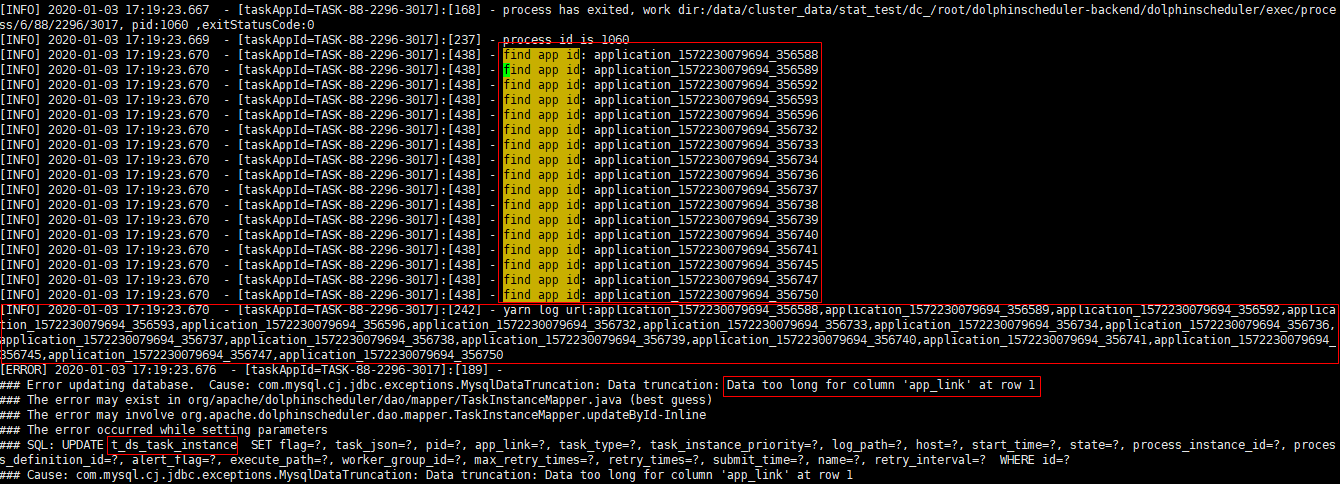 [INFO] 2020-01-03 17:19:23.667  - [taskAppId=TASK-88-2296-3017]:[168] - process has exited, work dir:/data/cluster_data/stat_test/dc_/root/dolphinscheduler-backend/dolphinscheduler/exec/proce
ss/6/88/2296/3017, pid:1060 ,exitStatusCode:0
[INFO] 2020-01-03 17:19:23.669  - [taskAppId=TASK-88-2296-3017]:[237] - process id is 1060
[INFO] 2020-01-03 17:19:23.670  - [taskAppId=TASK-88-2296-3017]:[438] - find app id: application_1572230079694_356588
[INFO] 2020-01-03 17:19:23.670  - [taskAppId=TASK-88-2296-3017]:[438] - find app id: application_1572230079694_356589
[INFO] 2020-01-03 17:19:23.670  - [taskAppId=TASK-88-2296-3017]:[438] - find app id: application_1572230079694_356592
[INFO] 2020-01-03 17:19:23.670  - [taskAppId=TASK-88-2296-3017]:[438] - find app id: application_1572230079694_356593
[INFO] 2020-01-03 17:19:23.670  - [taskAppId=TASK-88-2296-3017]:[438] - find app id: application_1572230079694_356596
[INFO] 2020-01-03 17:19:23.670  - [taskAppId=TASK-88-2296-3017]:[438] - find app id: application_1572230079694_356732
[INFO] 2020-01-03 17:19:23.670  - [taskAppId=TASK-88-2296-3017]:[438] - find app id: application_1572230079694_356733
[INFO] 2020-01-03 17:19:23.670  - [taskAppId=TASK-88-2296-3017]:[438] - find app id: application_1572230079694_356734
[INFO] 2020-01-03 17:19:23.670  - [taskAppId=TASK-88-2296-3017]:[438] - find app id: application_1572230079694_356736
[INFO] 2020-01-03 17:19:23.670  - [taskAppId=TASK-88-2296-3017]:[438] - find app id: application_1572230079694_356737
[INFO] 2020-01-03 17:19:23.670  - [taskAppId=TASK-88-2296-3017]:[438] - find app id: application_1572230079694_356738
[INFO] 2020-01-03 17:19:23.670  - [taskAppId=TASK-88-2296-3017]:[438] - find app id: application_1572230079694_356739
[INFO] 2020-01-03 17:19:23.670  - [taskAppId=TASK-88-2296-3017]:[438] - find app id: application_1572230079694_356740
[INFO] 2020-01-03 17:19:23.670  - [taskAppId=TASK-88-2296-3017]:[438] - find app id: application_1572230079694_356741
[INFO] 2020-01-03 17:19:23.670  - [taskAppId=TASK-88-2296-3017]:[438] - find app id: application_1572230079694_356745
[INFO] 2020-01-03 17:19:23.670  - [taskAppId=TASK-88-2296-3017]:[438] - find app id: application_1572230079694_356747
[INFO] 2020-01-03 17:19:23.670  - [taskAppId=TASK-88-2296-3017]:[438] - find app id: application_1572230079694_356750
[INFO] 2020-01-03 17:19:23.670  - [taskAppId=TASK-88-2296-3017]:[242] - yarn log url:application_1572230079694_356588,application_1572230079694_356589,application_1572230079694_356592,applica
tion_1572230079694_356593,application_1572230079694_356596,application_1572230079694_356732,application_1572230079694_356733,application_1572230079694_356734,application_1572230079694_356736,
application_1572230079694_356737,application_1572230079694_356738,application_1572230079694_356739,application_1572230079694_356740,application_1572230079694_356741,application_1572230079694_
356745,application_1572230079694_356747,application_1572230079694_356750
[ERROR] 2020-01-03 17:19:23.676  - [taskAppId=TASK-88-2296-3017]:[189] -
### Error updating database.  Cause: com.mysql.cj.jdbc.exceptions.MysqlDataTruncation: Data truncation: Data too long for column 'app_link' at row 1
### The error may exist in org/apache/dolphinscheduler/dao/mapper/TaskInstanceMapper.java (best guess)
### The error may involve org.apache.dolphinscheduler.dao.mapper.TaskInstanceMapper.updateById-Inline
### The error occurred while setting parameters
### SQL: UPDATE t_ds_task_instance  SET flag=?, task_json=?, pid=?, app_link=?, task_type=?, task_instance_priority=?, log_path=?, host=?, start_time=?, state=?, process_instance_id=?, proces
s_definition_id=?, alert_flag=?, execute_path=?, worker_group_id=?, max_retry_times=?, retry_times=?, submit_time=?, name=?, retry_interval=?  WHERE id=?
### Cause: com.mysql.cj.jdbc.exceptions.MysqlDataTruncation: Data truncation: Data too long for column 'app_link' at row 1